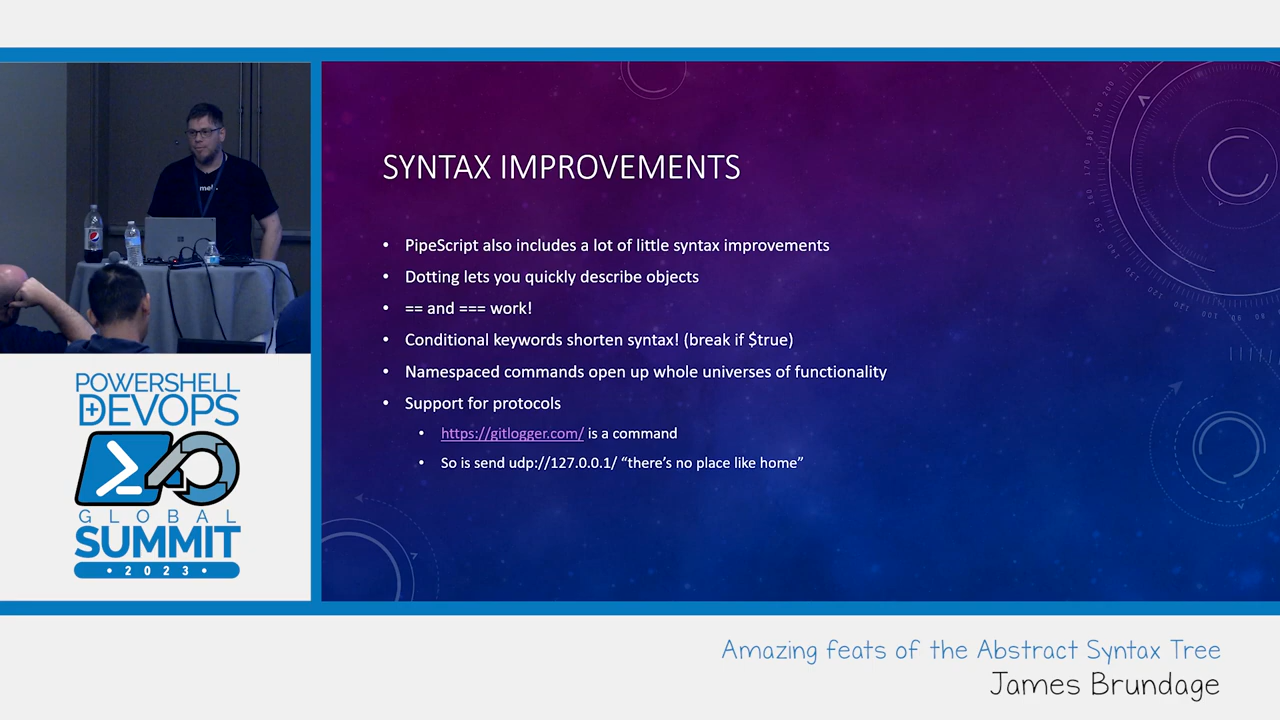 SYNTAX IMPROVEMENTS
• PipeScript also includes a lot of little syntax improvements
• Dotting lets you quickly describe objects
• == and === work!
• Conditional keywords shorten syntax! (break if $true)
• Namespaced commands open up whole universes of functionality
• Support for protocols
• https://gitlogger.com/ is a command
• So is send udp://127.0.0.1/ “there’s no place like home”
POWERSHELL
+
DEVOPS
GLOBAL
SUMMIT
• 2023 •
Amazing feats of the Abstract Syntax Tree
James Brundage